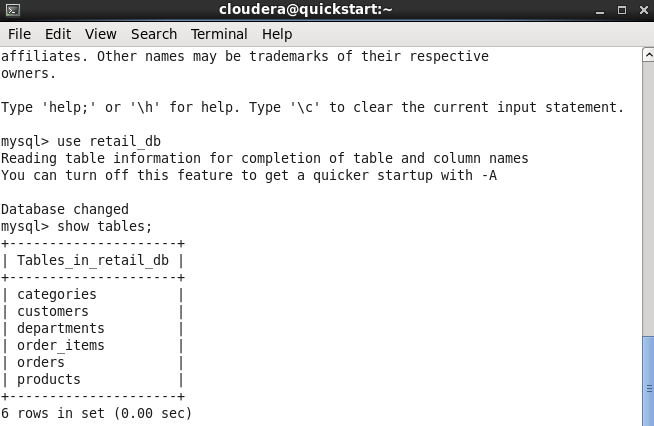 cloudera@quickstart:~
File Edit View Search Terminal Help
affiliates. Other names may be trademarks of their respective
owners.
Type 'help;' or '\h' for help. Type '\c' to clear the current input statement.
mysql> use retail_db
Reading table information for completion of table and column names
You can turn off this feature to get a quicker startup with -A
Database changed
mysql> show tables;
+---------------------+
| Tables_in_retail_db |
+---------------------+
| categories          |
| customers           |
| departments         |
| order_items         |
| orders              |
| products            |
+---------------------+
6 rows in set (0.00 sec)